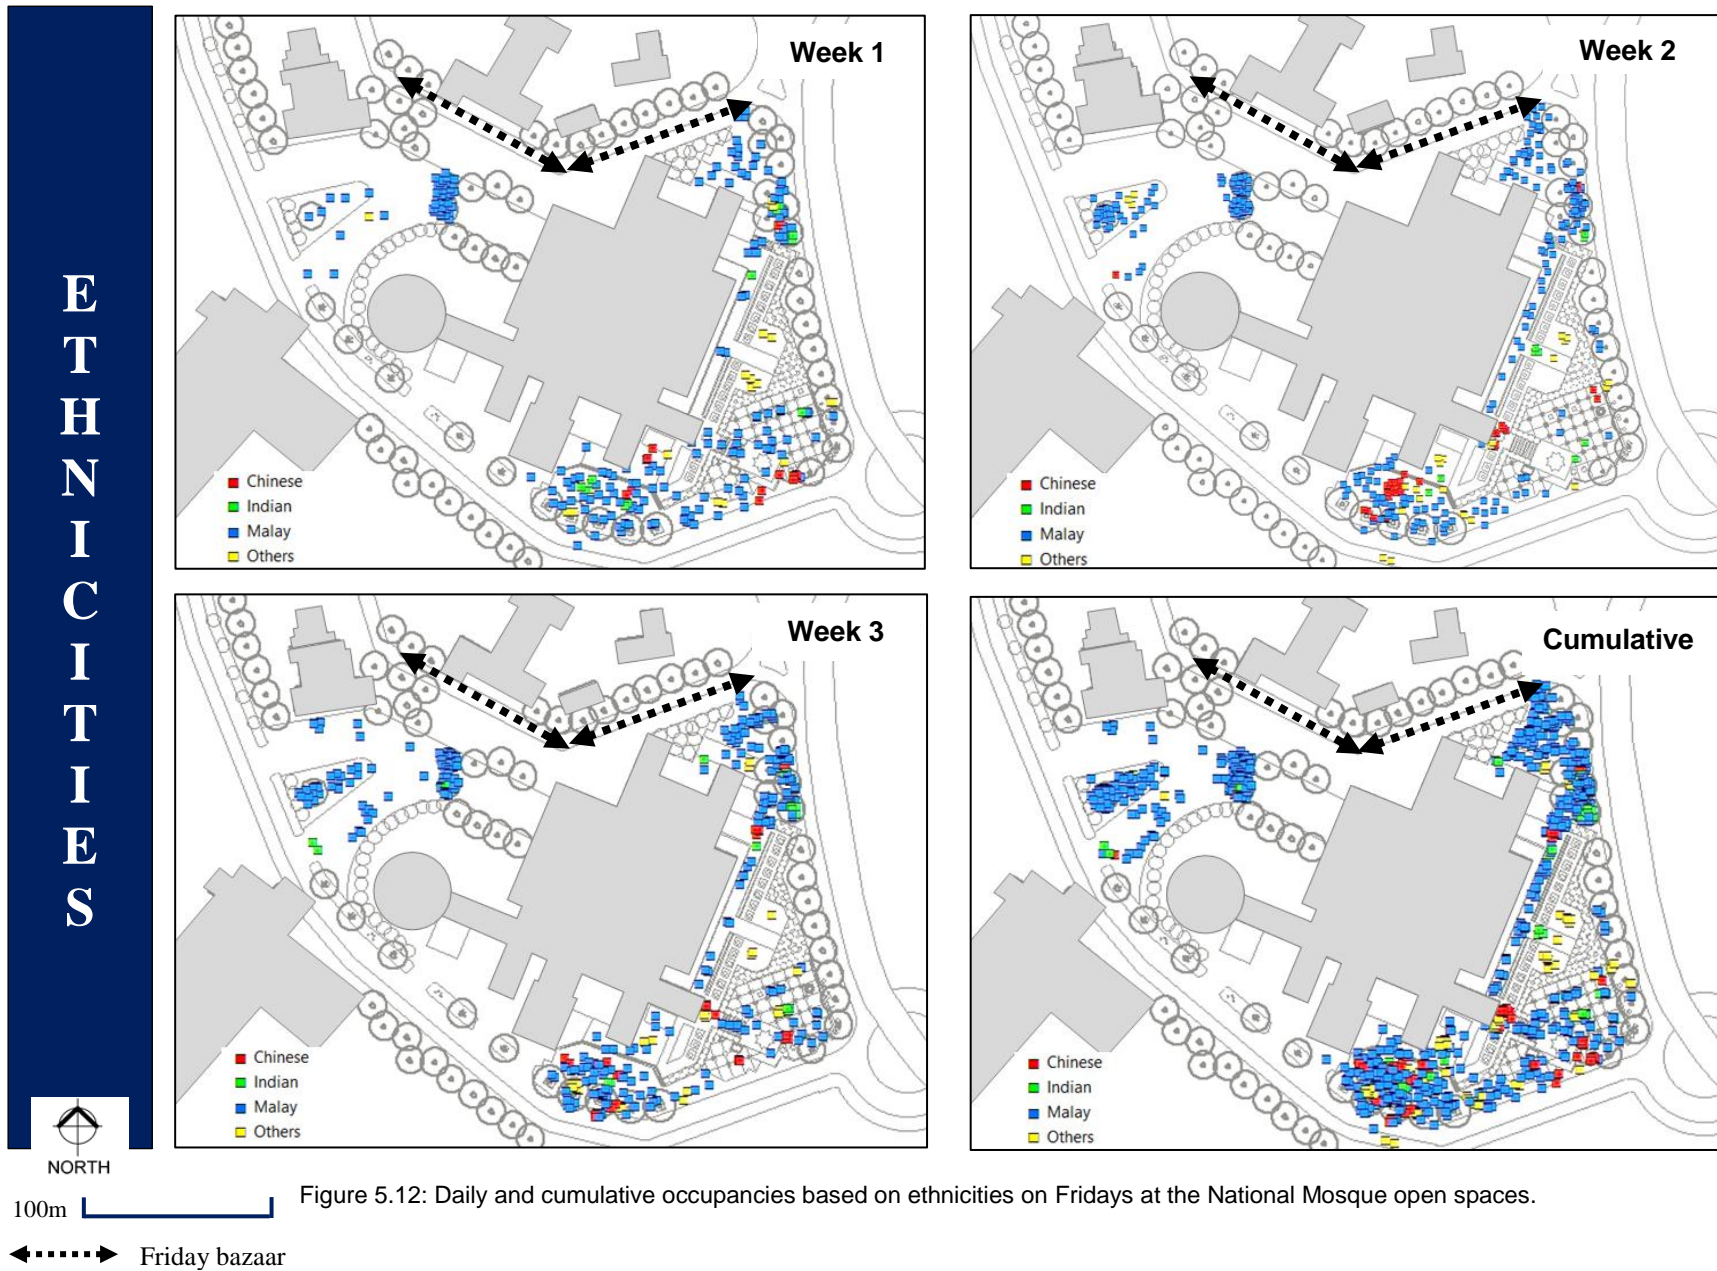 ETHNICITIES
Week 1
Chinese
Indian
Malay
Others
Week 2
Chinese
Indian
Malay
Others
Week 3
Chinese
Indian
Malay
Others
Cumulative
Chinese
Indian
Malay
Others
NORTH
100m
Figure 5.12: Daily and cumulative occupancies based on ethnicities on Fridays at the National Mosque open spaces.
Friday bazaar